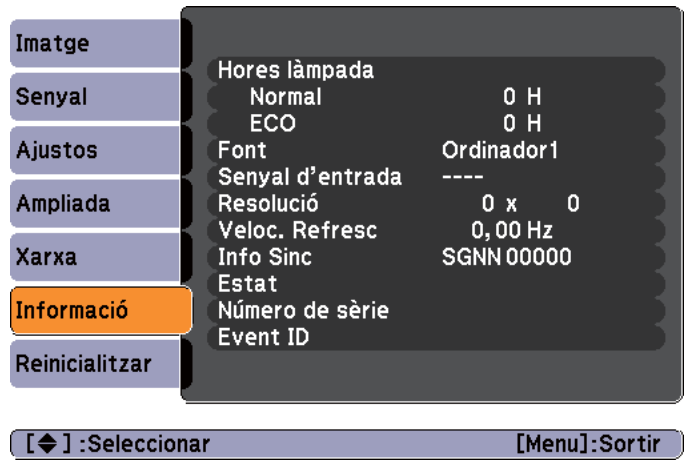 Imatge
Senyal
Ajustos
Ampliada
Xarxa
Informació
Reinicialitzar
Hores làmpada
Normal 0 H
ECO 0 H
Font Ordinador1
Senyal d'entrada ----
Resolució 0 x 0
Veloc. Refresc 0,00 Hz
Info Sinc SGNN 00000
Estat
Número de sèrie
Event ID
[◆] :Seleccionar [Menu]:Sortir